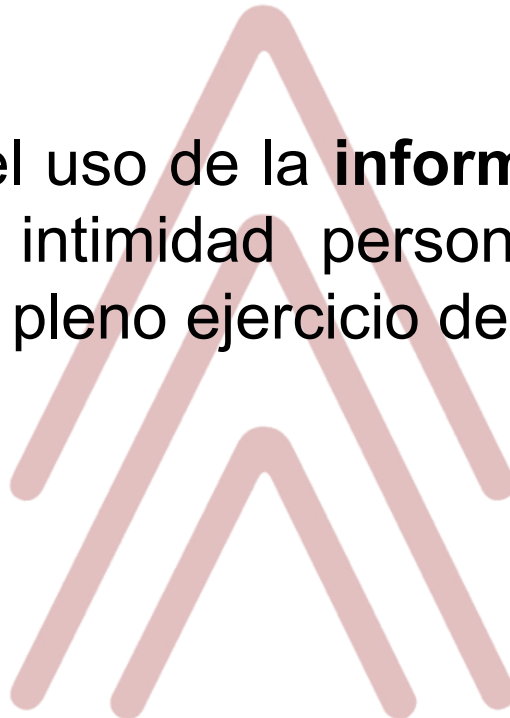 el uso de la inform
intimidad person
pleno ejercicio de